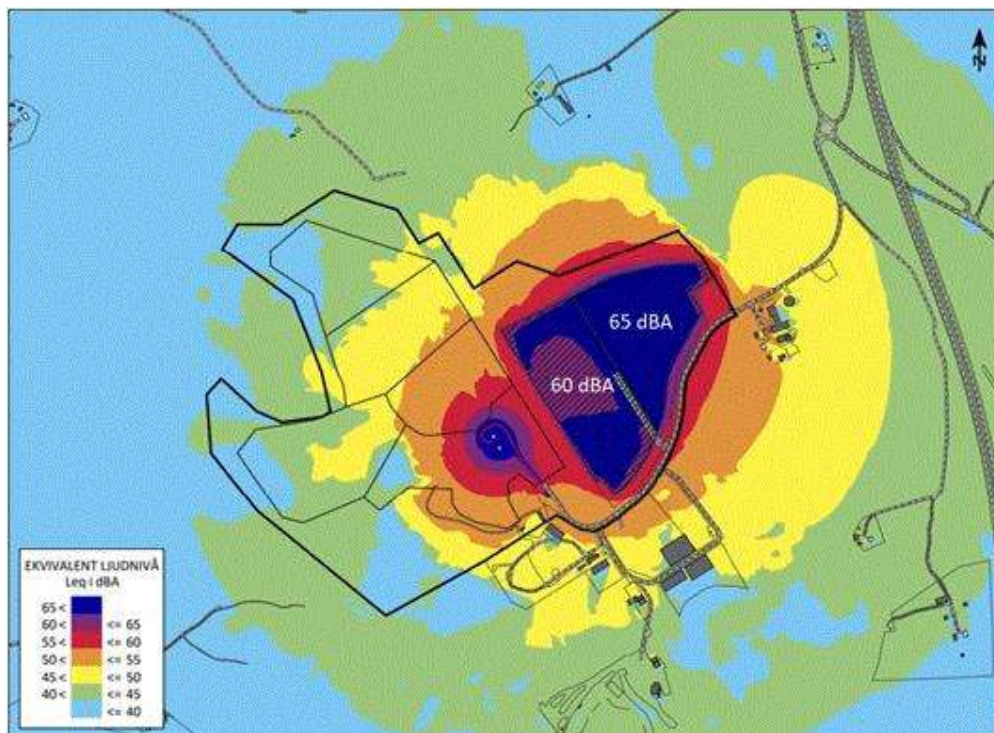 N
65 dBA
60 dBA
EKVIVALENT LJUDNIVÅ
Leq i dBA
65 <
60 < <= 65
55 < <= 60
50 < <= 55
45 < <= 50
40 < <= 45
<= 40